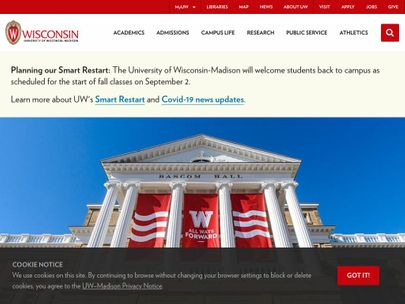 MyUW LIBRARIES MAP NEWS ABOUT UW VISIT APPLY JOBS GIVE
WISCONSIN
UNIVERSITY OF WISCONSIN–MADISON
ACADEMICS ADMISSIONS CAMPUS LIFE RESEARCH PUBLIC SERVICE ATHLETICS
Planning our Smart Restart: The University of Wisconsin-Madison will welcome students back to campus as
scheduled for the start of fall classes on September 2.
Learn more about UW's Smart Restart and Covid-19 news updates.
BASCOM HALL
W
ALL WAYS
FORWARD
COOKIE NOTICE
We use cookies on this site. By continuing to browse without changing your browser settings to block or delete
cookies, you agree to the UW–Madison Privacy Notice.
GOT IT!